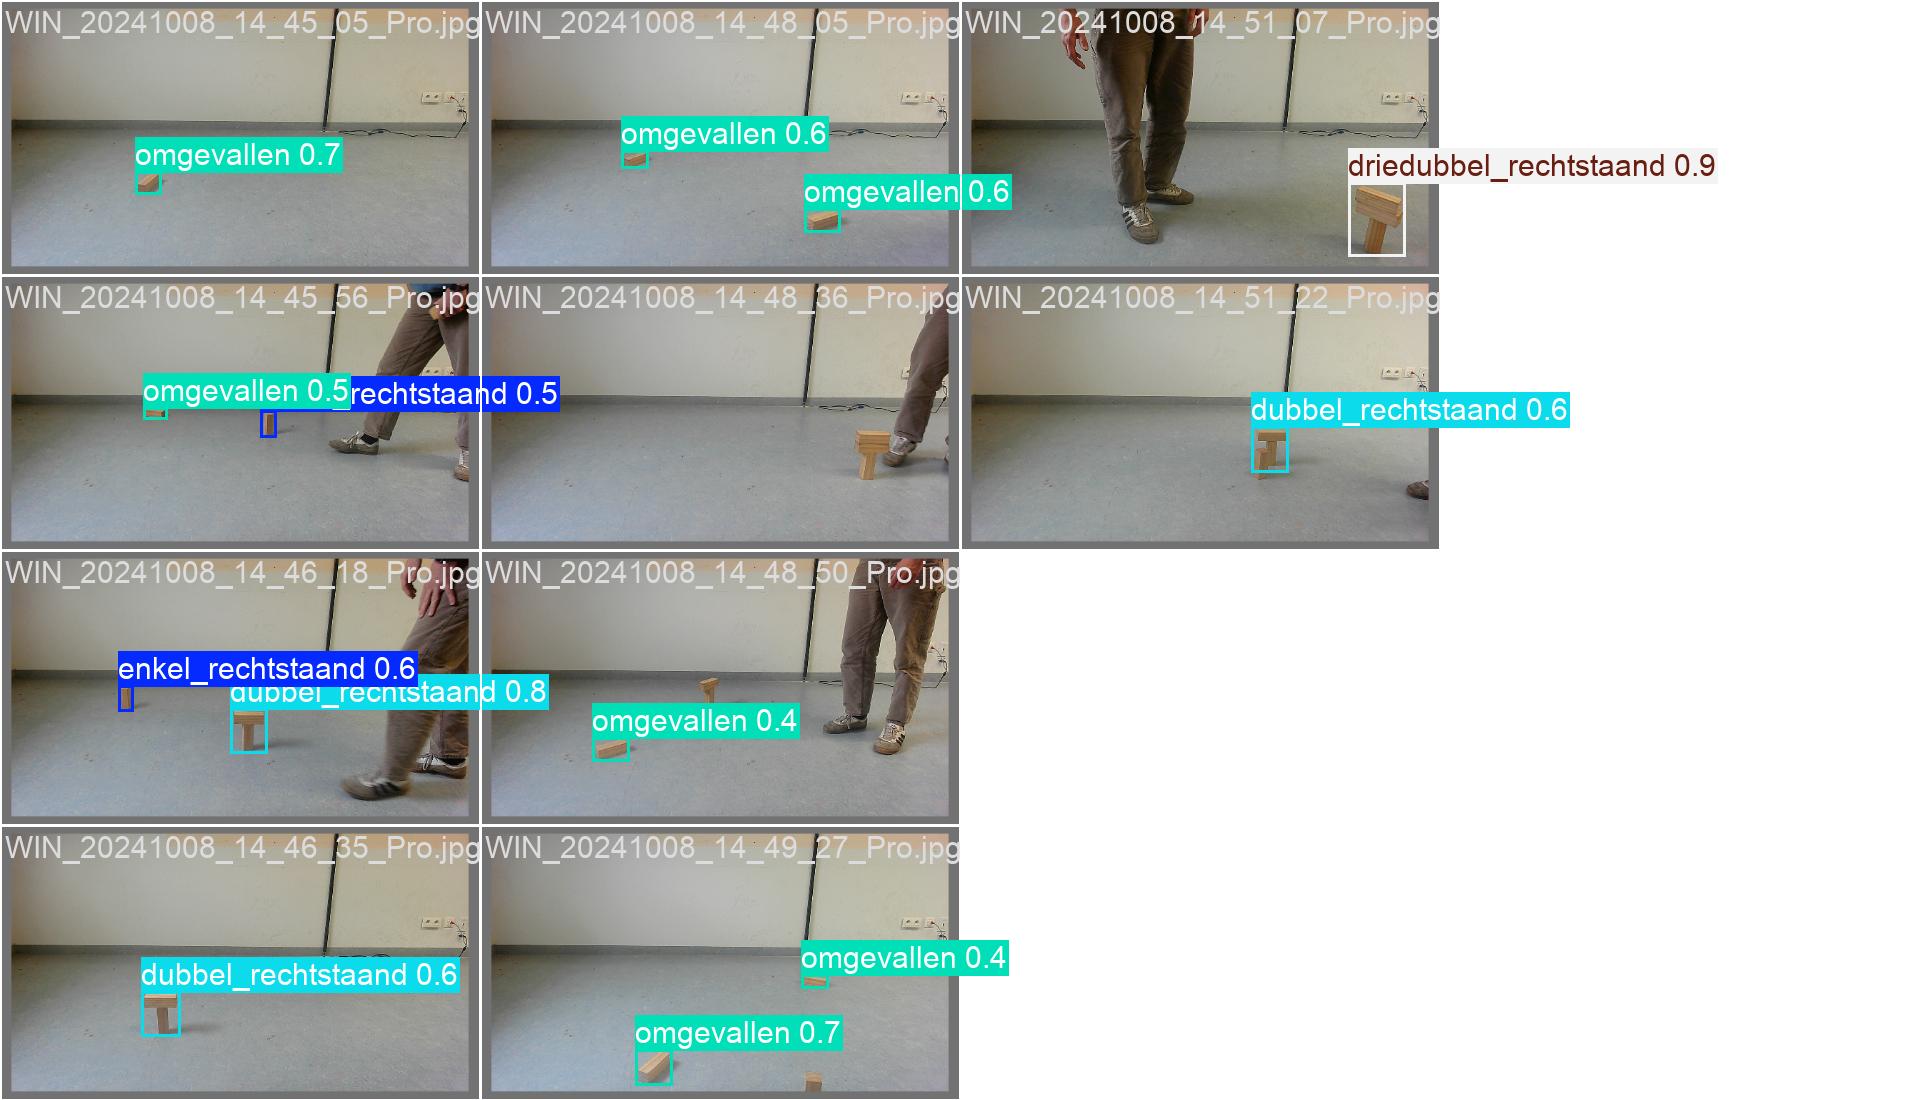 WIN_20241008_14_45_05_Pro.jpg
omgevallen 0.7
WIN_20241008_14_48_05_Pro.jpg
omgevallen 0.6
omgevallen 0.6
WIN_20241008_14_51_07_Pro.jpg
driedubbel_rechtstaand 0.9
WIN_20241008_14_45_56_Pro.jpg
omgevallen 0.5
_rechtstaand 0.5
WIN_20241008_14_48_36_Pro.jpg
WIN_20241008_14_51_22_Pro.jpg
dubbel_rechtstaand 0.6
WIN_20241008_14_46_18_Pro.jpg
enkel_rechtstaand 0.6
dubbel_rechtstaand 0.8
WIN_20241008_14_48_50_Pro.jpg
omgevallen 0.4
WIN_20241008_14_46_35_Pro.jpg
dubbel_rechtstaand 0.6
WIN_20241008_14_49_27_Pro.jpg
omgevallen 0.4
omgevallen 0.7